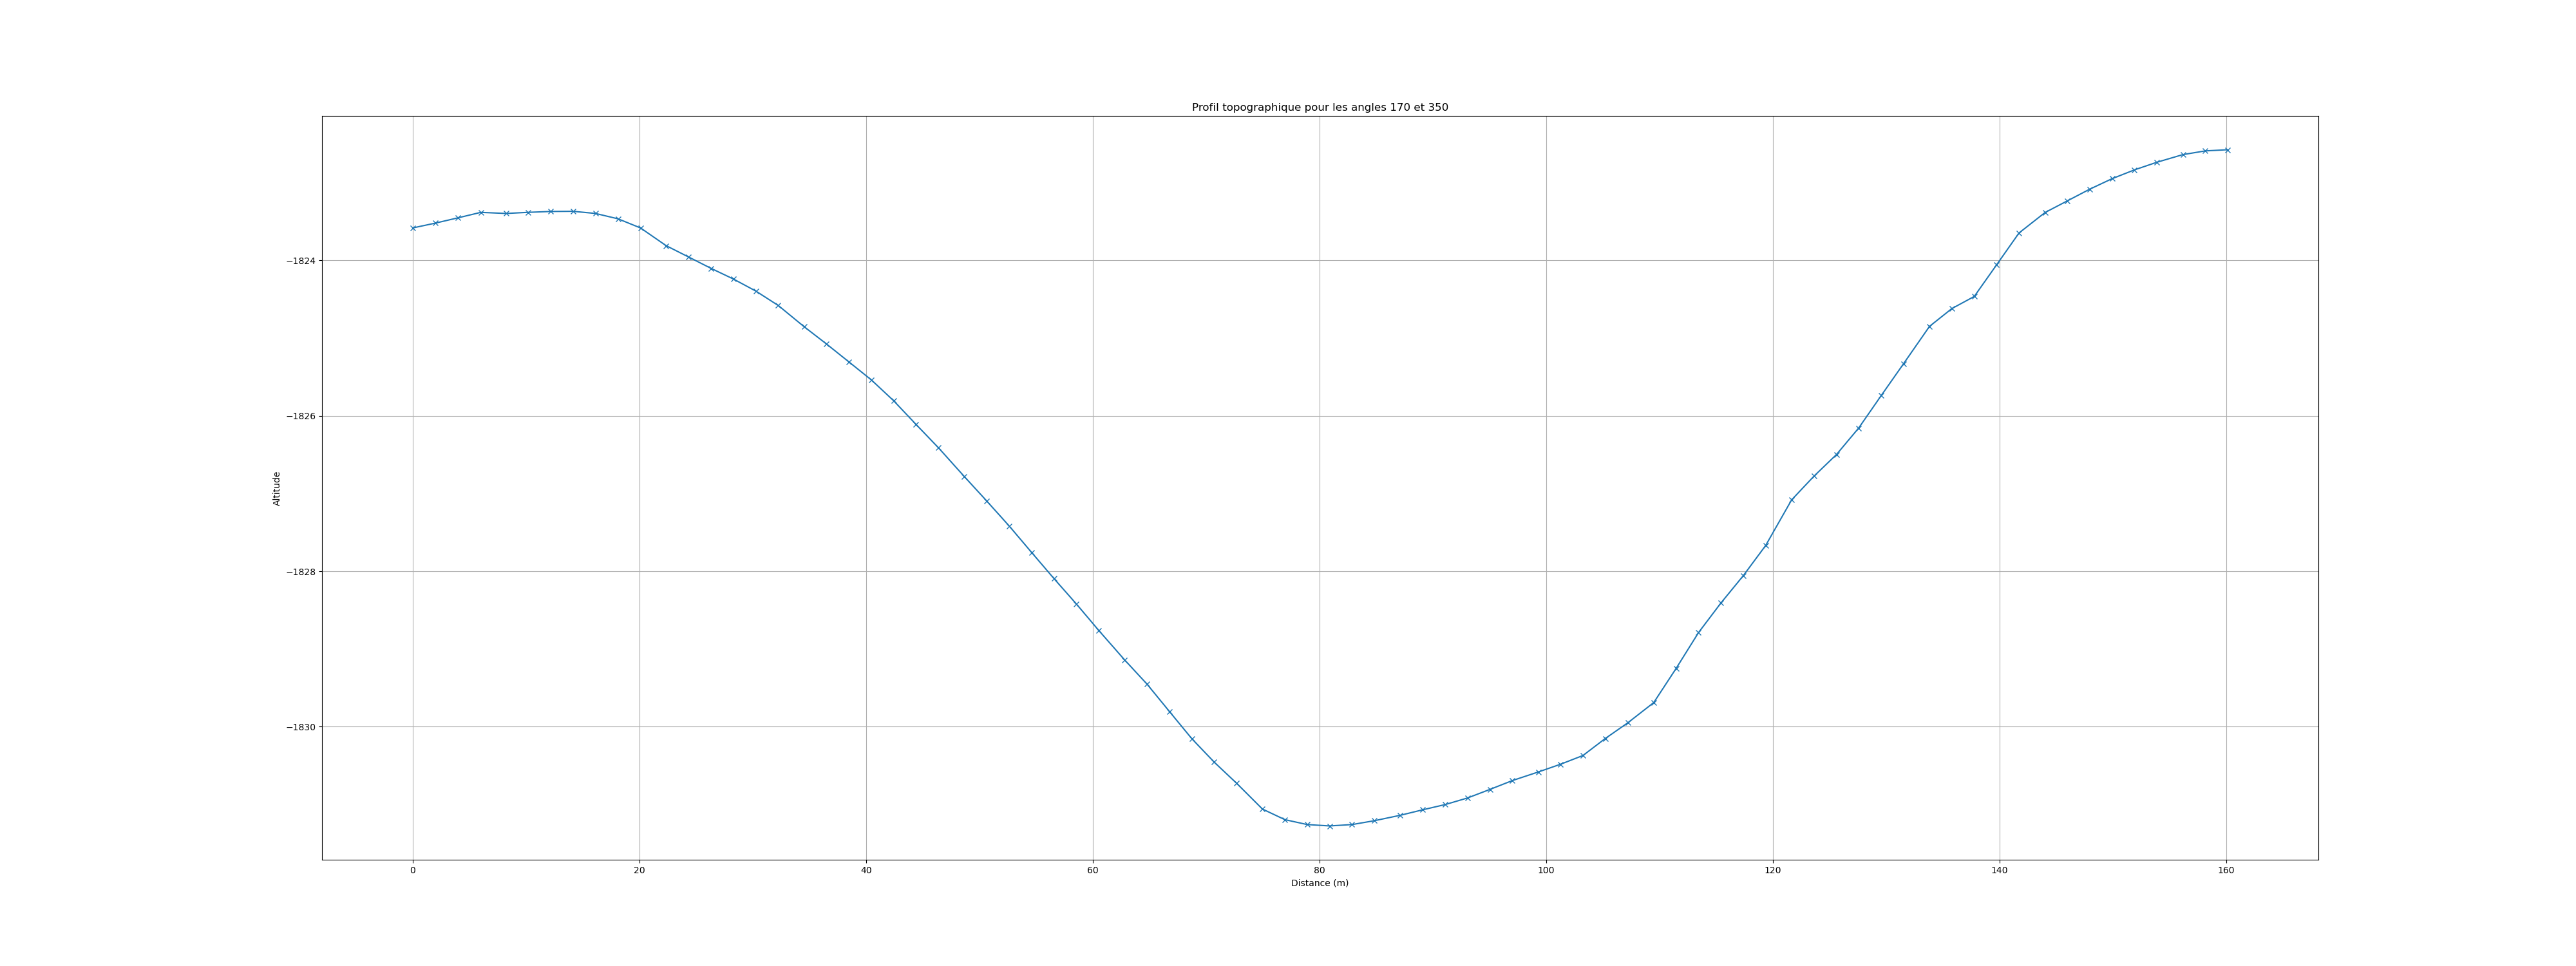 Profil topographique pour les angles 170 et 350
Altitude
−1824
−1826
−1828
−1830
0 20 40 60 80 100 120 140 160
Distance (m)